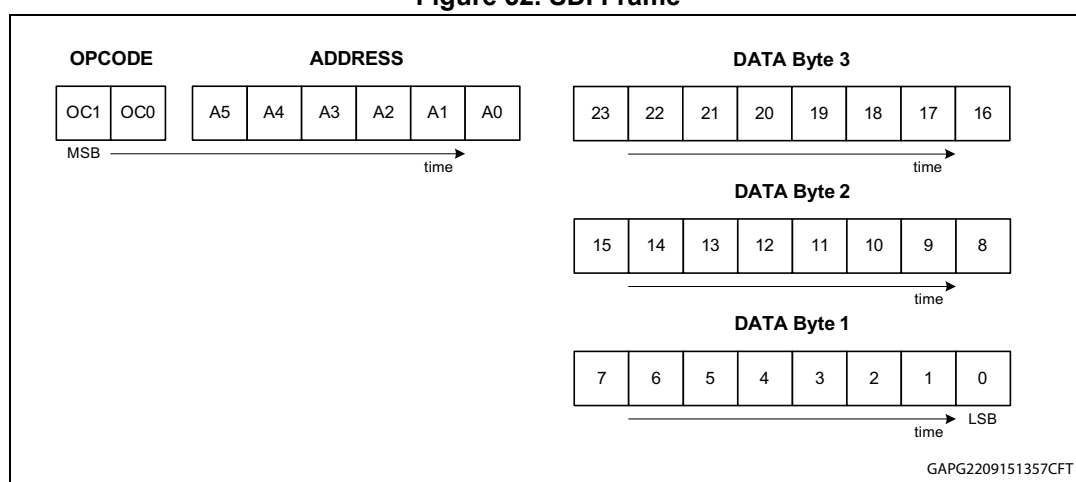 Figure 32. SDI Frame
OPCODE ADDRESS
OC1 OC0 A5 A4 A3 A2 A1 A0
MSB time
DATA Byte 3
23 22 21 20 19 18 17 16
time
DATA Byte 2
15 14 13 12 11 10 9 8
time
DATA Byte 1
7 6 5 4 3 2 1 0
time LSB
GAPG2209151357CFT